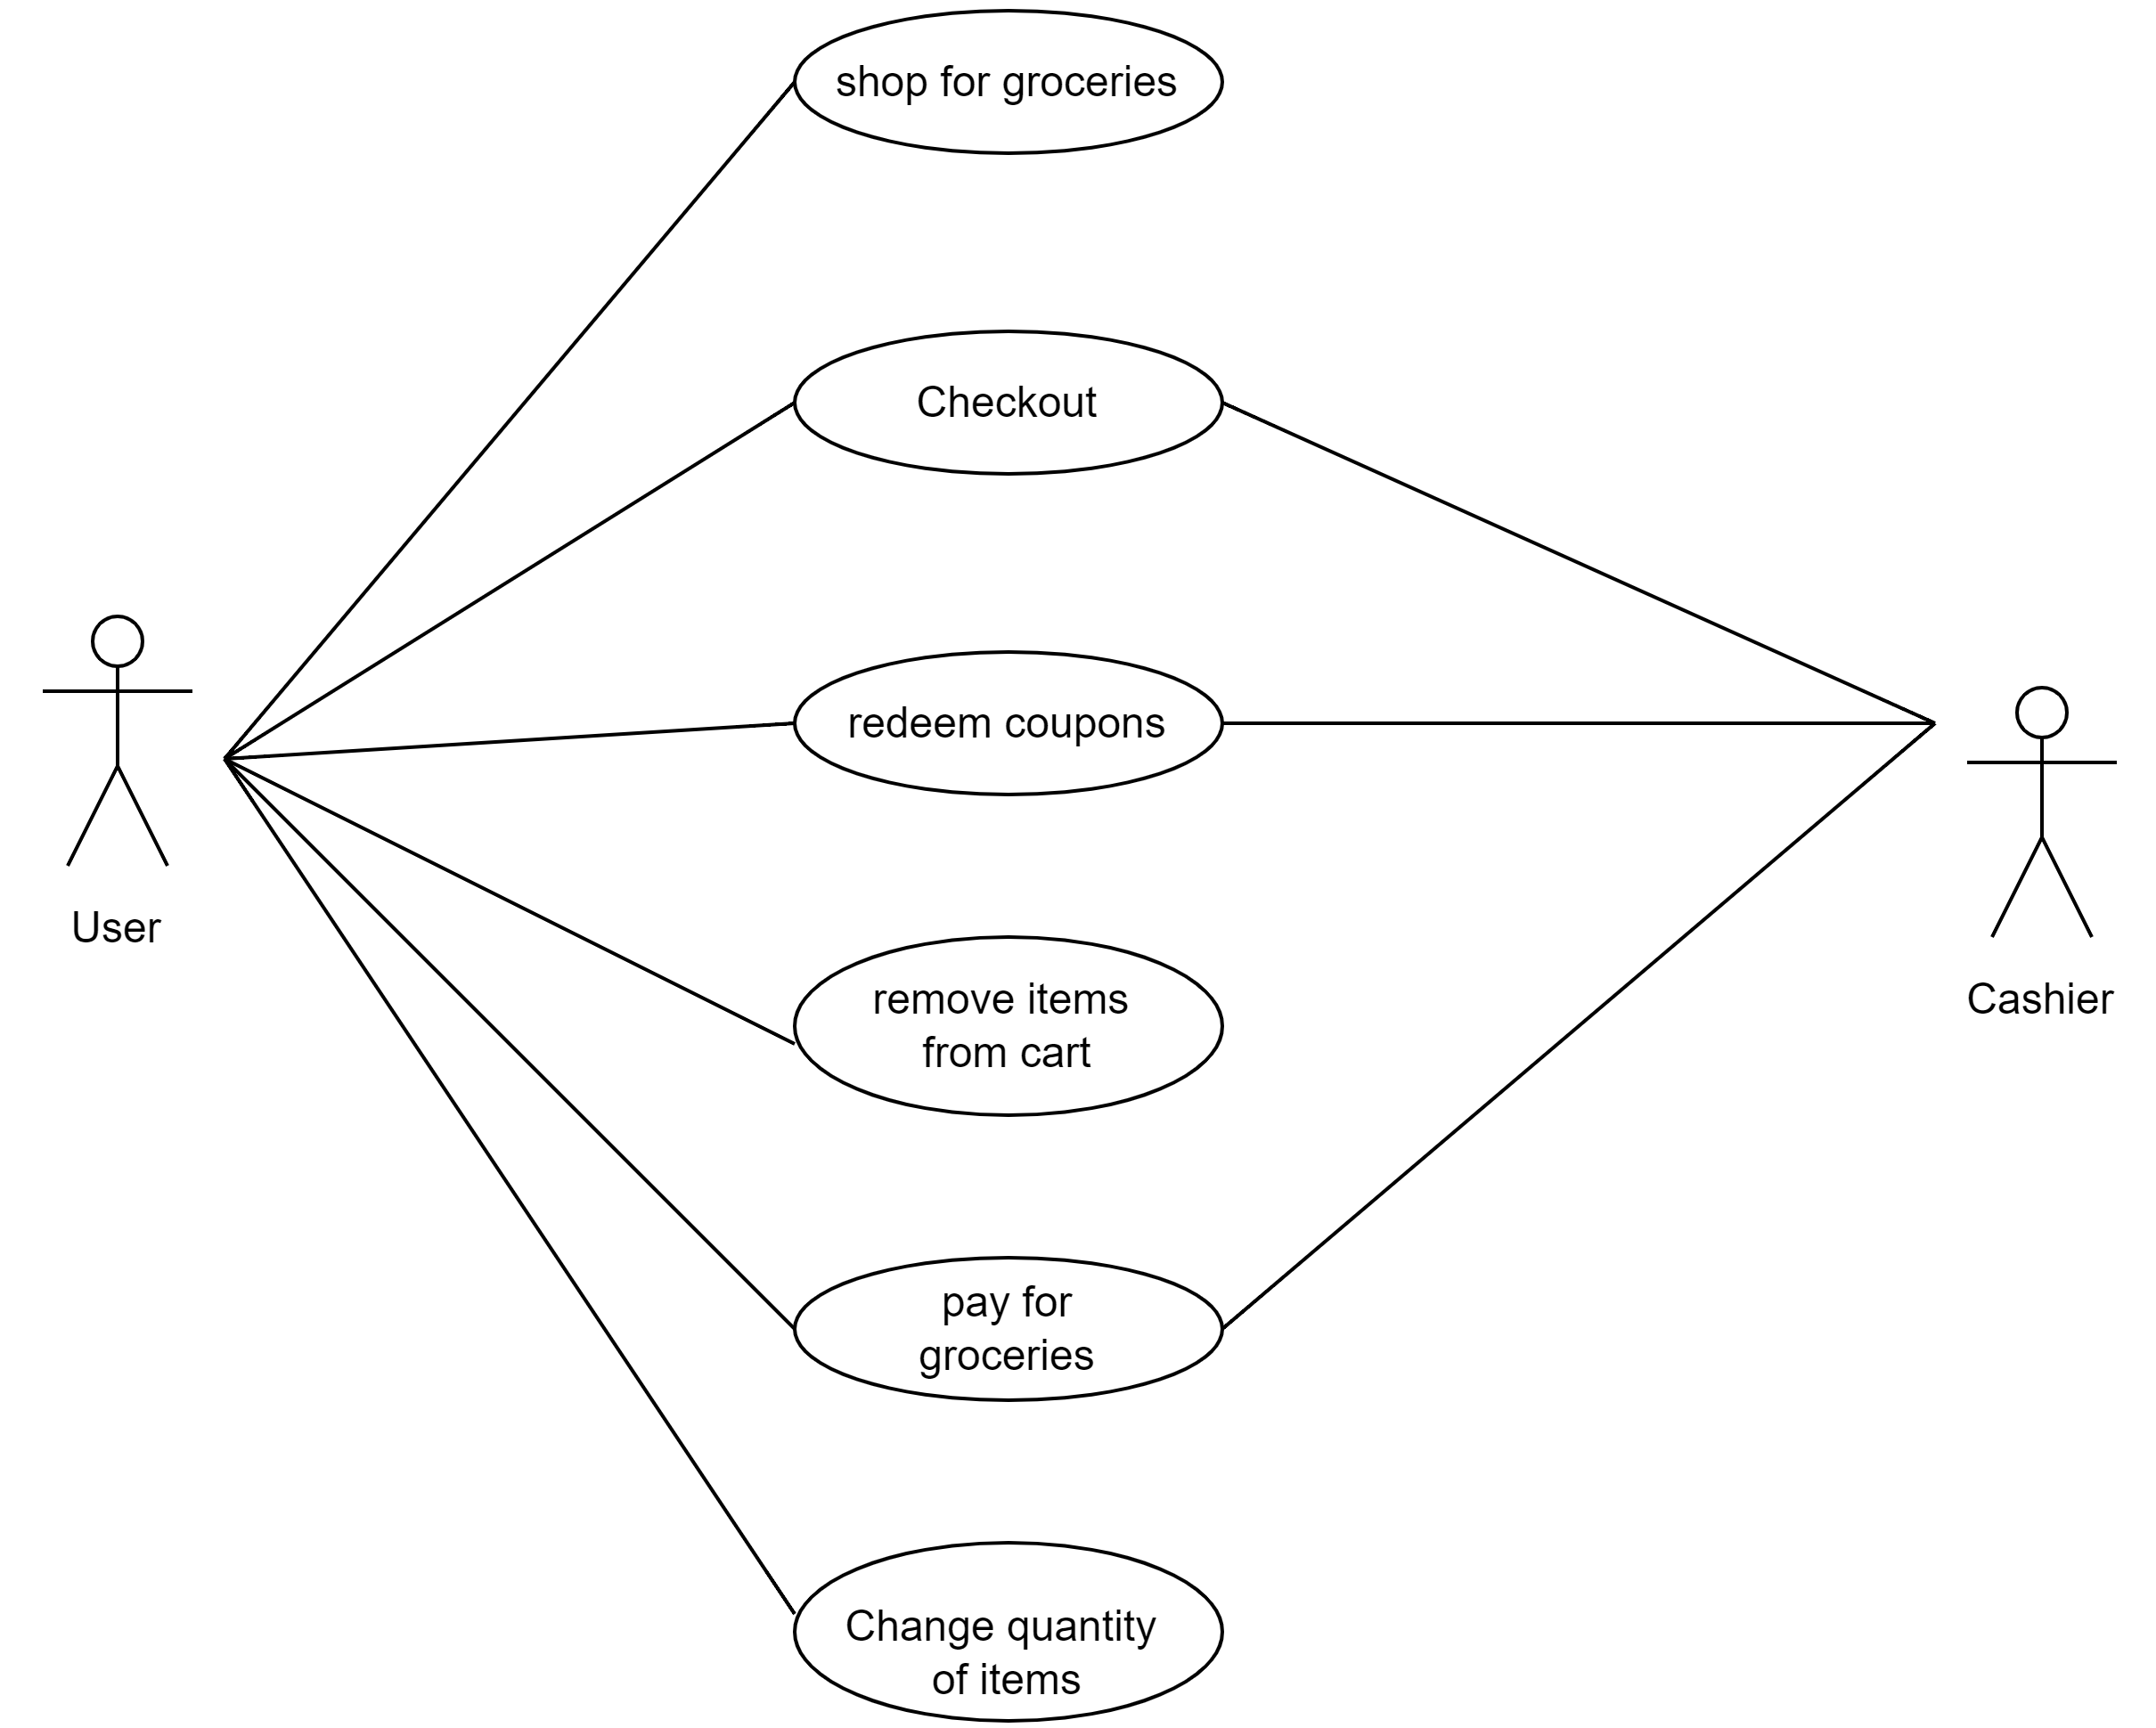 shop for groceries
Checkout
redeem coupons
User
remove items
from cart
Cashier
pay for
groceries
Change quantity
of items